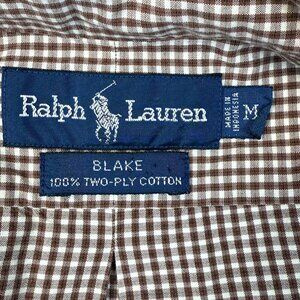 Ralph Lauren
MADE IN
INDONESIA
M
BLAKE
100% TWO-PLY COTTON